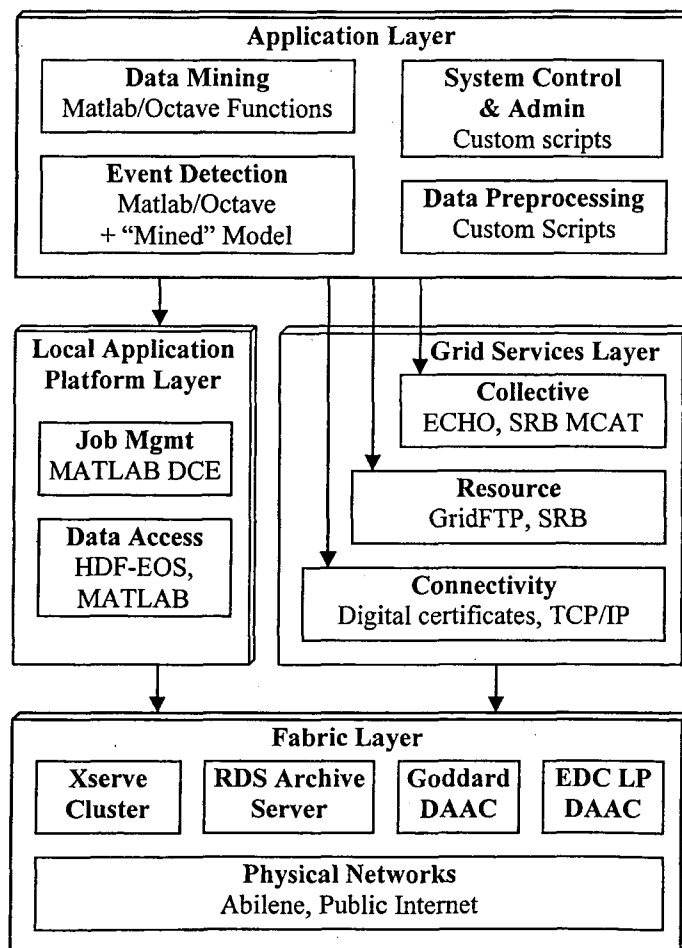 Application Layer
Data Mining
Matlab/Octave Functions
System Control
& Admin
Custom scripts
Event Detection
Matlab/Octave
+ "Mined" Model
Data Preprocessing
Custom Scripts
Local Application
Platform Layer
Job Mgmt
MATLAB DCE
Data Access
HDF-EOS,
MATLAB
Grid Services Layer
Collective
ECHO, SRB MCAT
Resource
GridFTP, SRB
Connectivity
Digital certificates, TCP/IP
Fabric Layer
Xserve
Cluster
RDS Archive
Server
Goddard
DAAC
EDC LP
DAAC
Physical Networks
Abilene, Public Internet